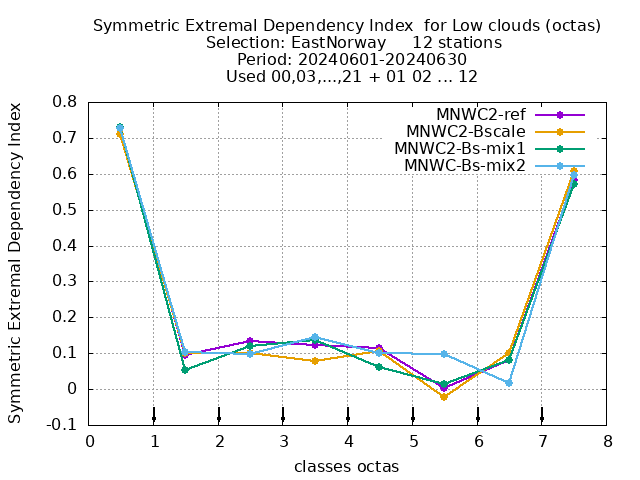 Symmetric Extremal Dependency Index  for Low clouds (octas)
Selection: EastNorway     12 stations
Period: 20240601-20240630
Used 00,03,...,21 + 01 02 ... 12
Symmetric Extremal Dependency Index
0.8
0.7
0.6
0.5
0.4
0.3
0.2
0.1
0
-0.1
MNWC2-ref
MNWC2-Bscale
MNWC2-Bs-mix1
MNWC-Bs-mix2
0 1 2 3 4 5 6 7 8
classes octas